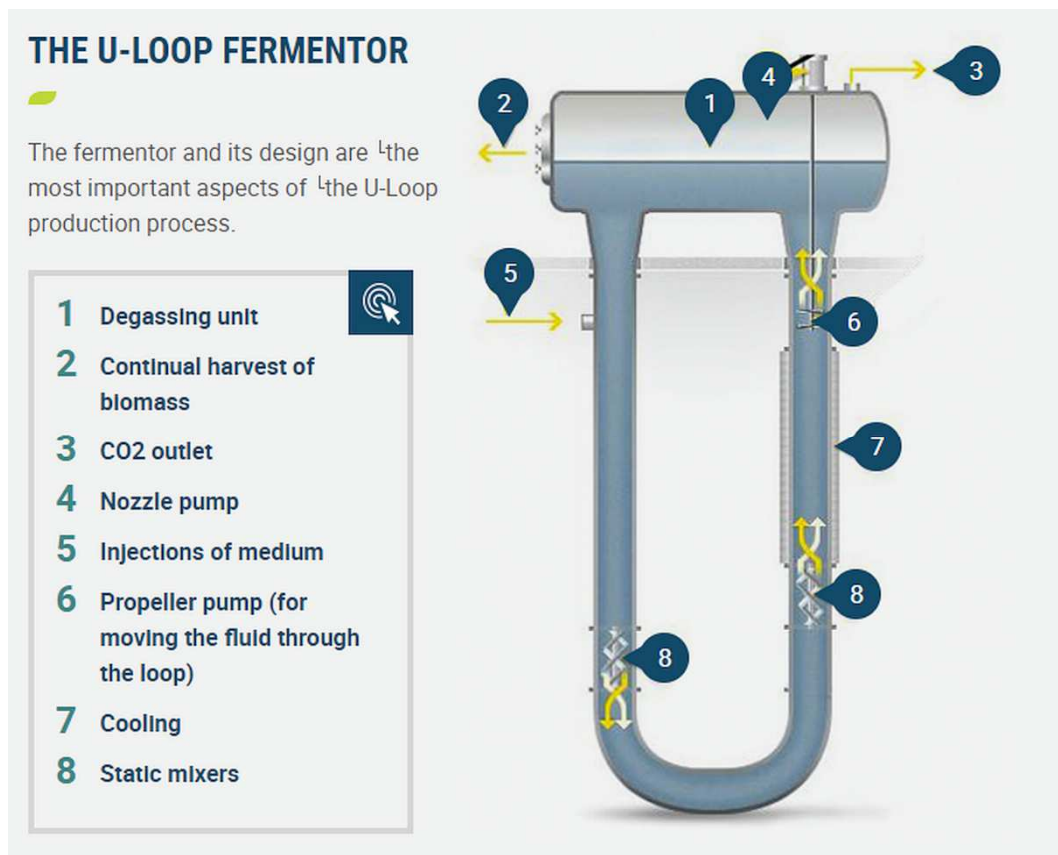 THE U-LOOP FERMENTOR
The fermentor and its design are └the
most important aspects of └the U-Loop
production process.
1 Degassing unit
2 Continual harvest of
biomass
3 CO2 outlet
4 Nozzle pump
5 Injections of medium
6 Propeller pump (for
moving the fluid through
the loop)
7 Cooling
8 Static mixers
3
4
2
1
5
6
7
8
8